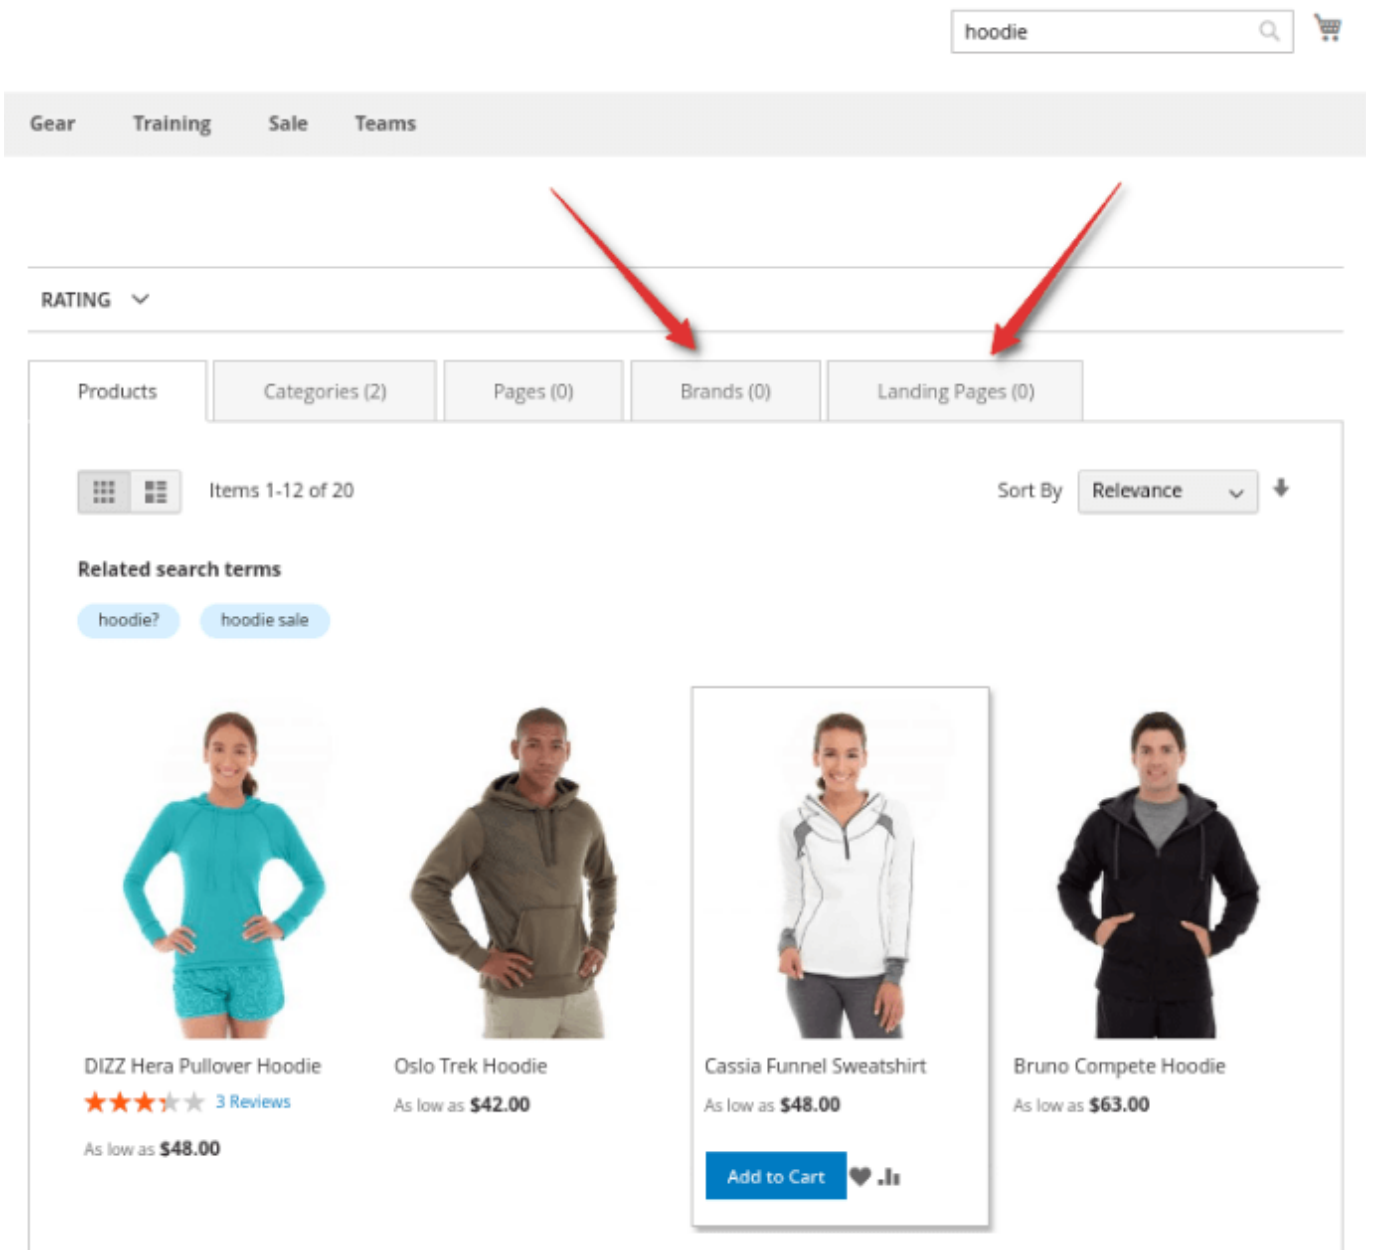 hoodie
Gear Training Sale Teams
RATING
Products Categories (2) Pages (0) Brands (0) Landing Pages (0)
Items 1-12 of 20 Sort By Relevance
Related search terms
hoodie? hoodie sale
DIZZ Hera Pullover Hoodie Oslo Trek Hoodie Cassia Funnel Sweatshirt Bruno Compete Hoodie
3 Reviews As low as $42.00 As low as $48.00 As low as $63.00
As low as $48.00
Add to Cart